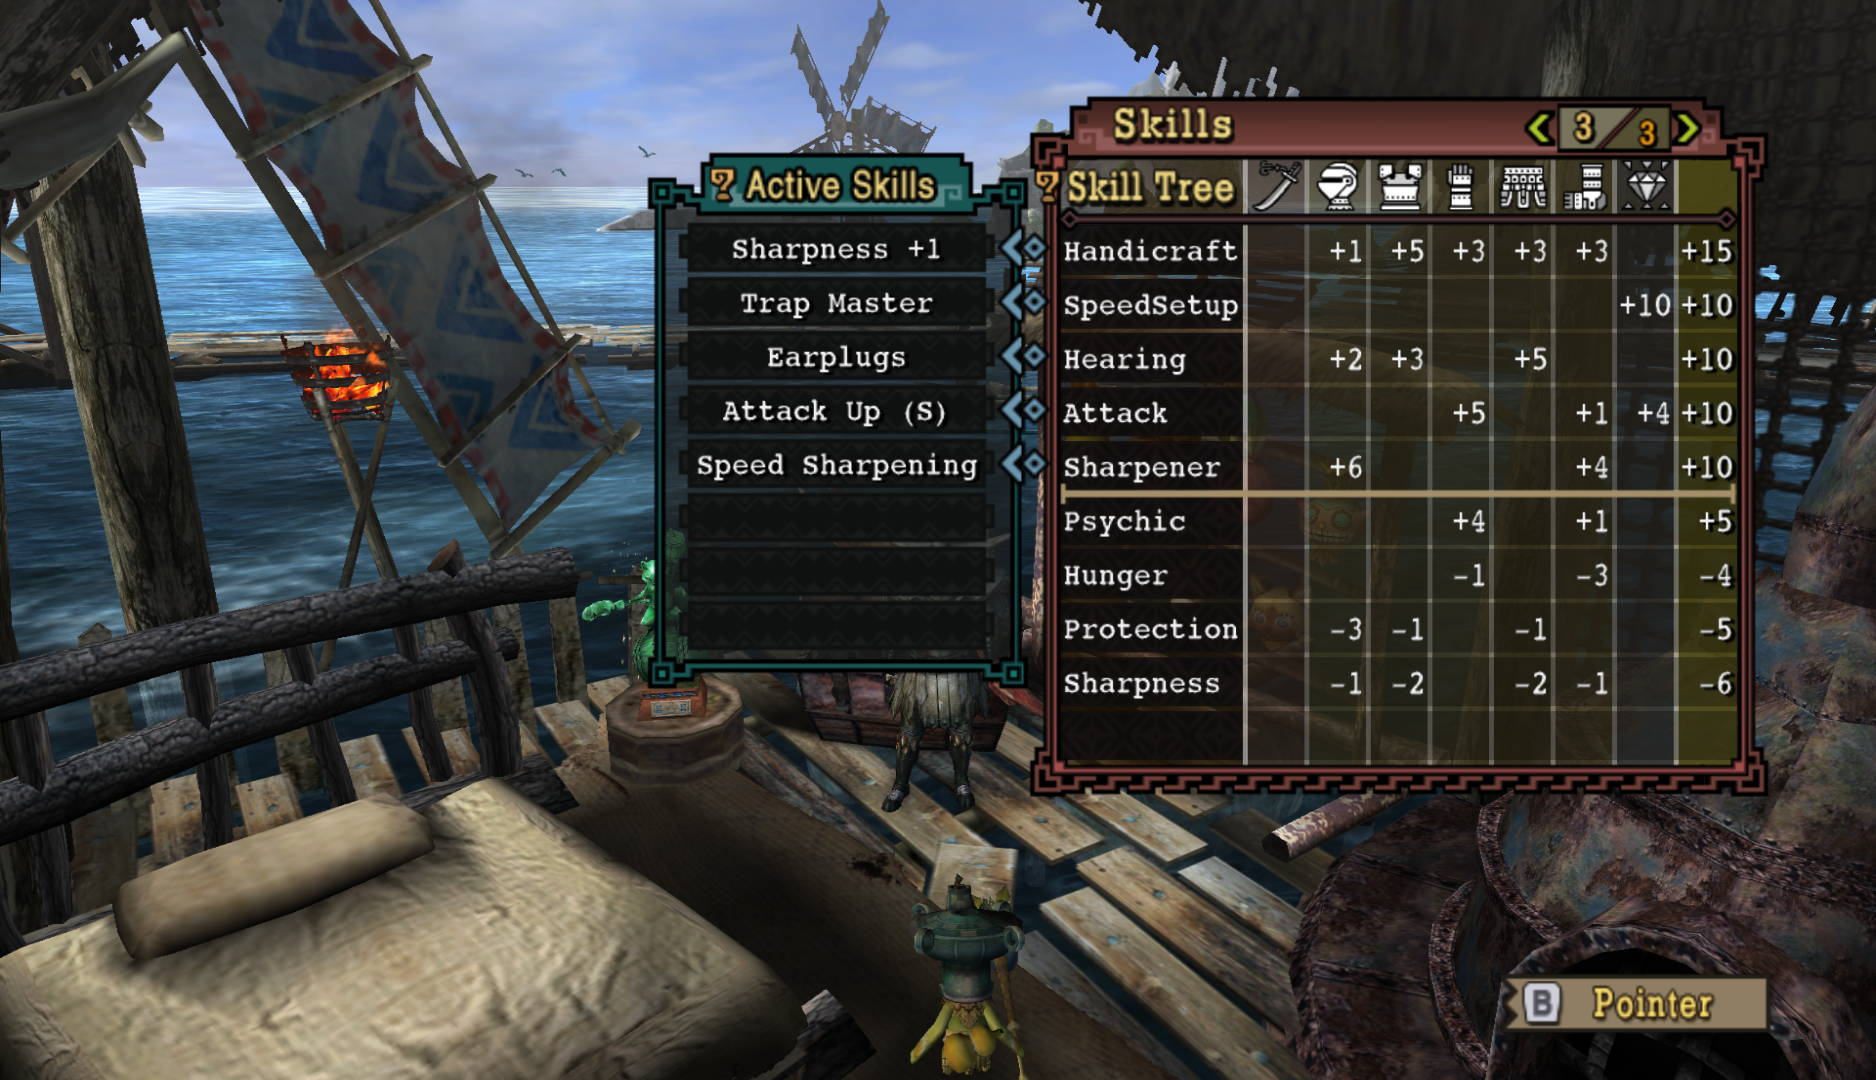 ? Active Skills
Sharpness +1
Trap Master
Earplugs
Attack Up (S)
Speed Sharpening
Skills 3/3
? Skill Tree
Handicraft +1 +5 +3 +3 +3 +15
SpeedSetup +10 +10
Hearing +2 +3 +5 +10
Attack +5 +1 +4 +10
Sharpener +6 +4 +10
Psychic +4 +1 +5
Hunger -1 -3 -4
Protection -3 -1 -1 -5
Sharpness -1 -2 -2 -1 -6
B Pointer